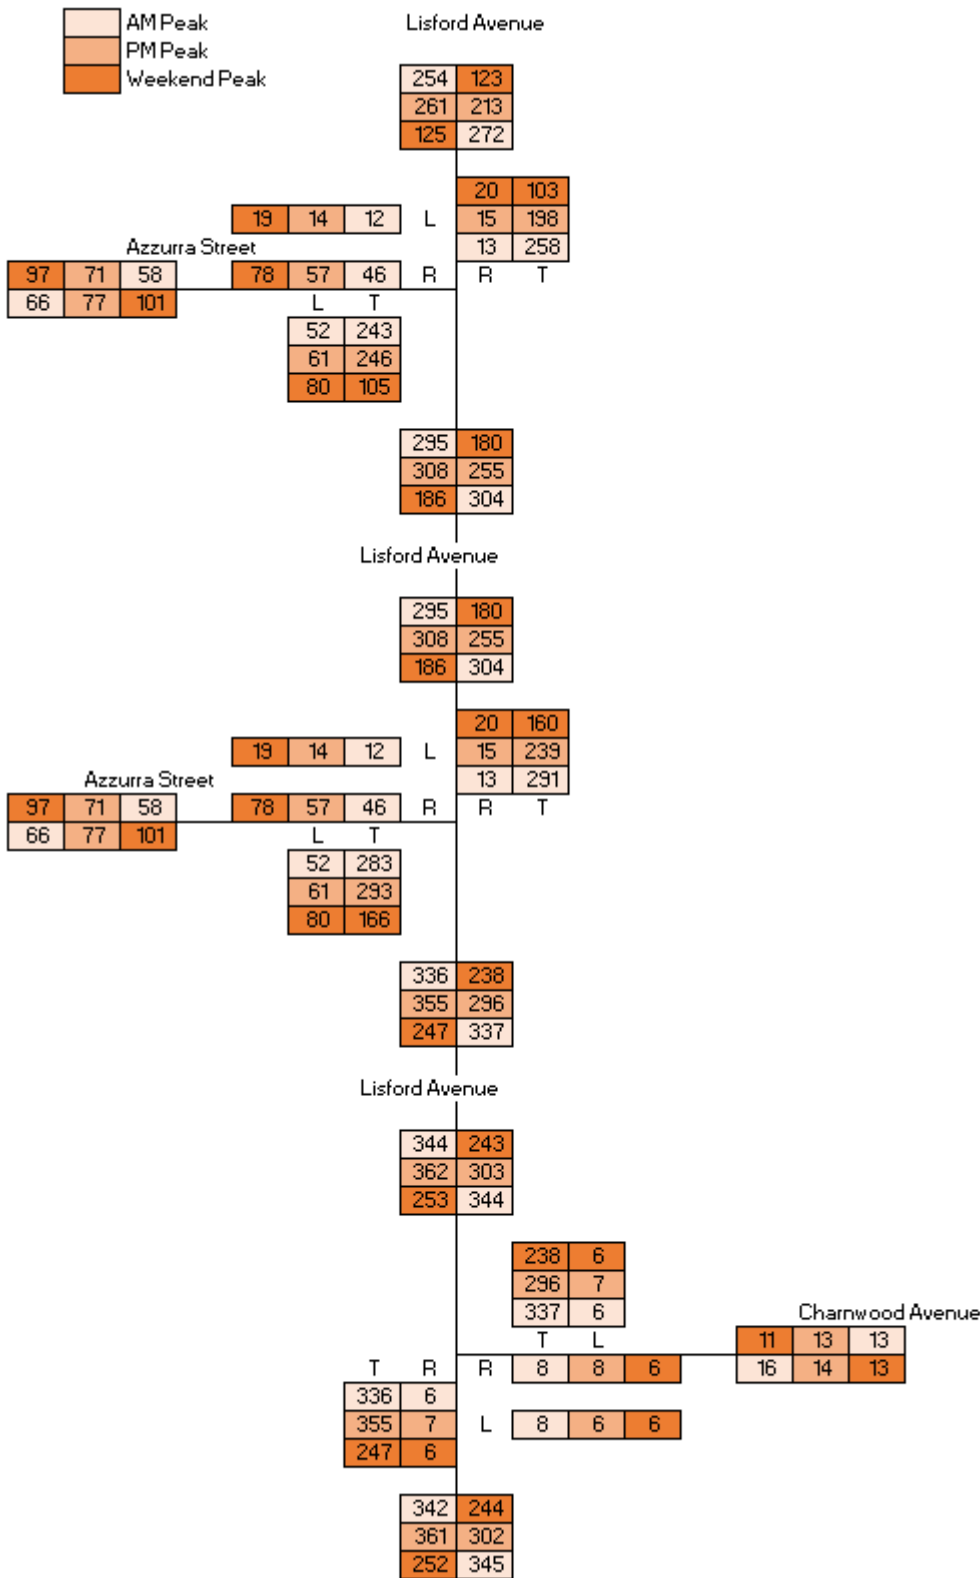 AM Peak
PM Peak
Weekend Peak
Lisford Avenue
254 123
261 213
125 272
20 103
19 14 12 L 15 198
13 258
Azzurra Street
97 71 58 78 57 46 R R T
66 77 101 L T
52 243
61 246
80 105
295 180
308 255
186 304
Lisford Avenue
295 180
308 255
186 304
20 160
19 14 12 L 15 239
13 291
Azzurra Street
97 71 58 78 57 46 R R T
66 77 101 L T
52 283
61 293
80 166
336 238
355 296
247 337
Lisford Avenue
344 243
362 303
253 344
238 6
296 7
337 6
Charnwood Avenue
T L 11 13 13
T R R 8 8 6 16 14 13
336 6
355 7 L 8 6 6
247 6
342 244
361 302
252 345